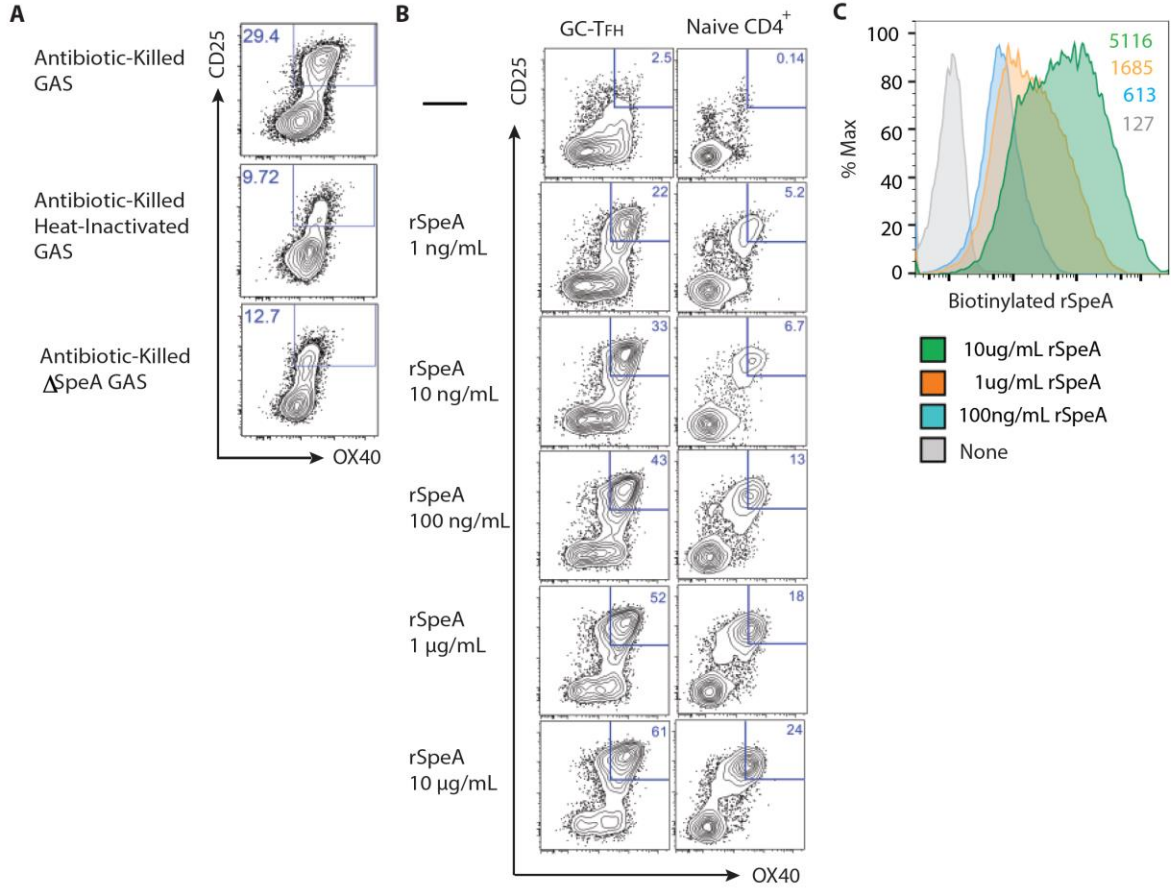 A
Antibiotic-Killed
GAS
29.4
Antibiotic-Killed
Heat-Inactivated
GAS
9.72
Antibiotic-Killed
ΔSpeA GAS
12.7
CD25
OX40
B
GC-TFH
Naive CD4+
CD25
—
2.5
0.14
rSpeA
1 ng/mL
22
5.2
rSpeA
10 ng/mL
33
6.7
rSpeA
100 ng/mL
43
13
rSpeA
1 μg/mL
52
18
rSpeA
10 μg/mL
61
24
OX40
C
100
80
60
40
20
0
% Max
5116
1685
613
127
Biotinylated rSpeA
10ug/mL rSpeA
1ug/mL rSpeA
100ng/mL rSpeA
None